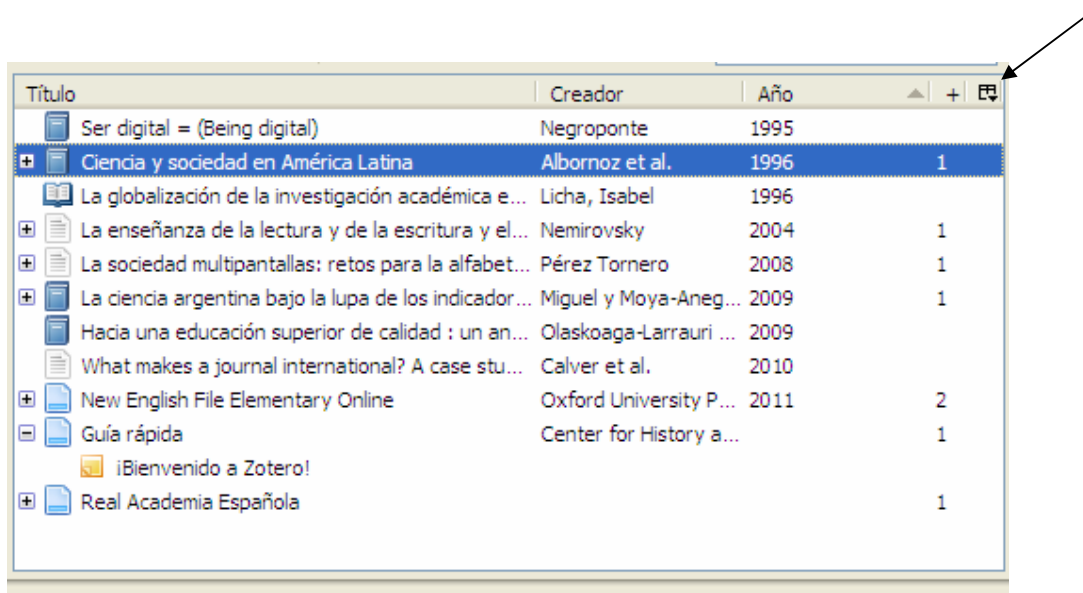 Título Creador Año +
Ser digital = (Being digital) Negroponte 1995
Ciencia y sociedad en América Latina Albornoz et al. 1996 1
La globalización de la investigación académica e... Licha, Isabel 1996
La enseñanza de la lectura y de la escritura y el... Nemirovsky 2004 1
La sociedad multipantallas: retos para la alfabet... Pérez Tornero 2008 1
La ciencia argentina bajo la lupa de los indicador... Miguel y Moya-Aneg... 2009 1
Hacia una educación superior de calidad : un an... Olaskoaga-Larrauri ... 2009
What makes a journal international? A case stu... Calver et al. 2010
New English File Elementary Online Oxford University P... 2011 2
Guía rápida Center for History a... 1
¡Bienvenido a Zotero!
Real Academia Española 1